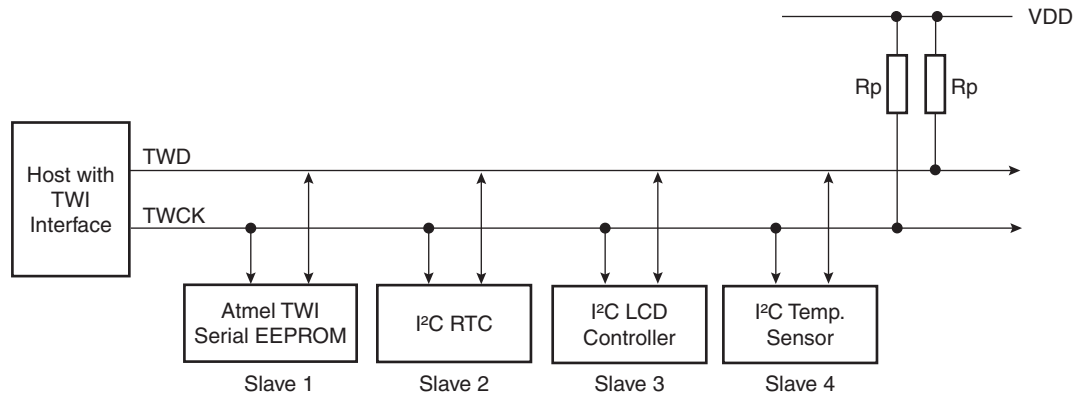 VDD
Rp
Rp
Host with
TWI
Interface
TWD
TWCK
Atmel TWI
Serial EEPROM
I²C RTC
I²C LCD
Controller
I²C Temp.
Sensor
Slave 1
Slave 2
Slave 3
Slave 4